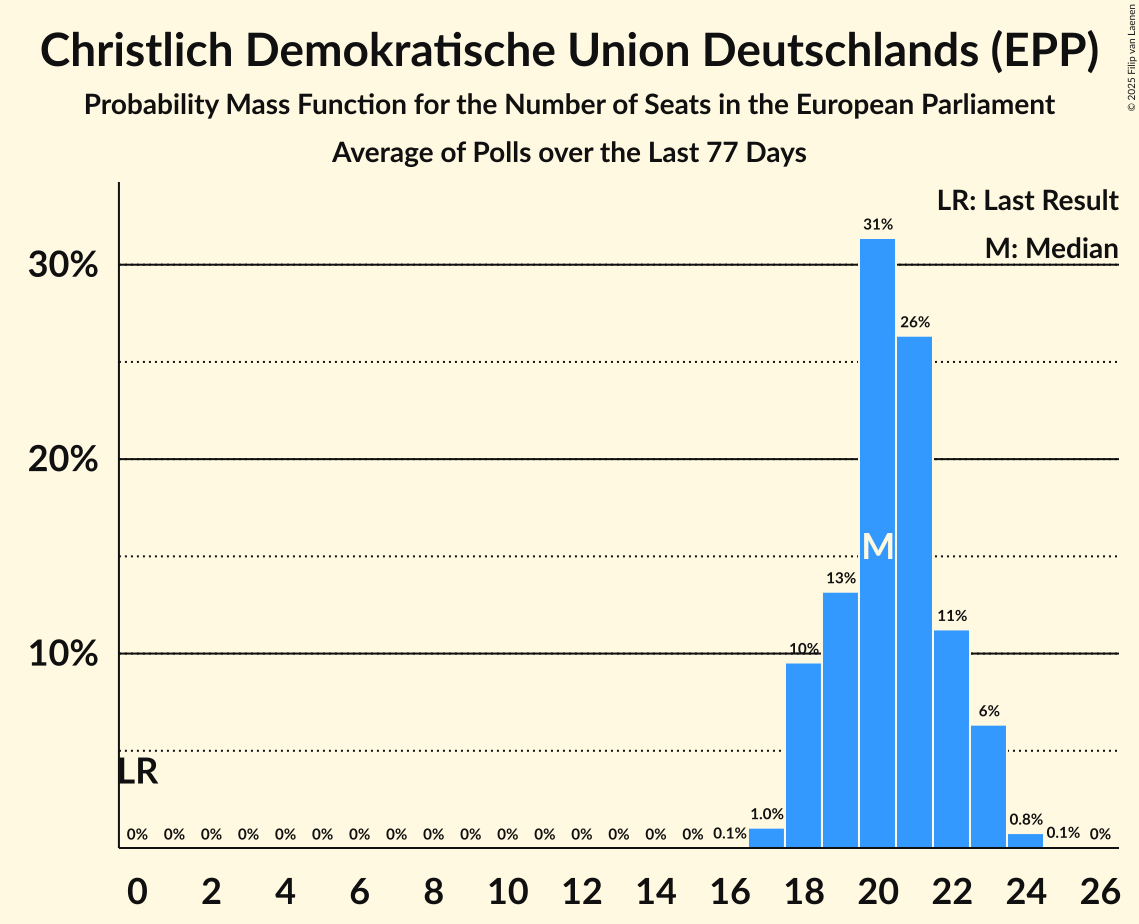 Christlich Demokratische Union Deutschlands (EPP)
Probability Mass Function for the Number of Seats in the European Parliament
Average of Polls over the Last 77 Days
© 2025 Filip van Laenen
LR: Last Result
M: Median
30%
20%
10%
31%
26%
M
13%
11%
10%
6%
LR
0% 0% 0% 0% 0% 0% 0% 0% 0% 0% 0% 0% 0% 0% 0% 0% 0.1% 1.0% 0.8% 0.1% 0%
0 2 4 6 8 10 12 14 16 18 20 22 24 26